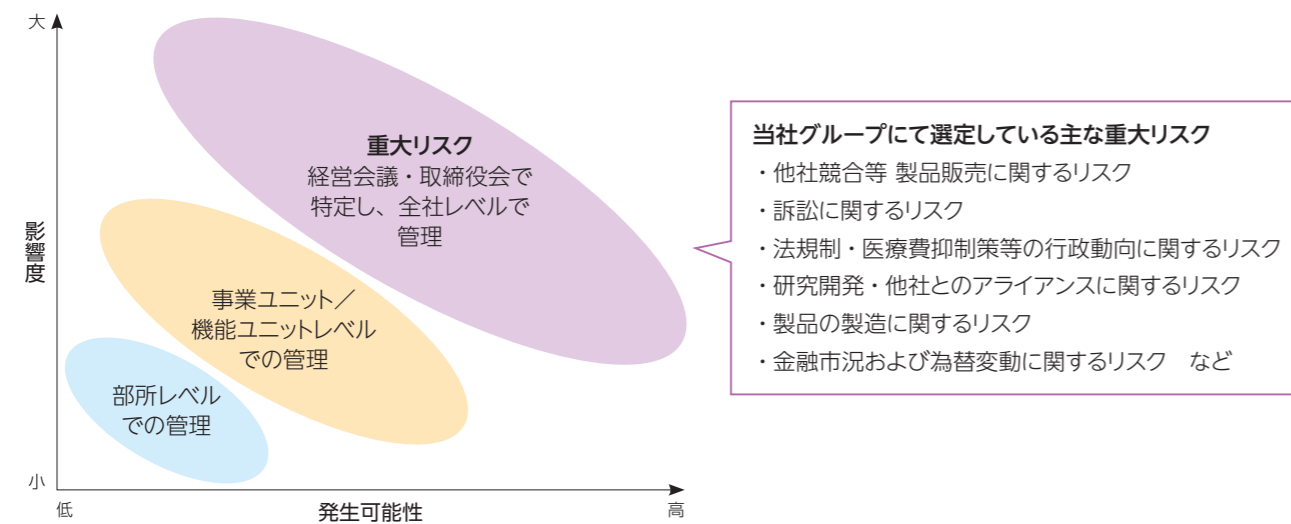 大
重大リスク
経営会議・取締役会で
特定し、全社レベルで
管理
影響度
事業ユニット／
機能ユニットレベル
での管理
部所レベル
での管理
小
低
発生可能性
高
当社グループにて選定している主な重大リスク
・他社競合等 製品販売に関するリスク
・訴訟に関するリスク
・法規制・医療費抑制策等の行政動向に関するリスク
・研究開発・他社とのアライアンスに関するリスク
・製品の製造に関するリスク
・金融市況および為替変動に関するリスク　など